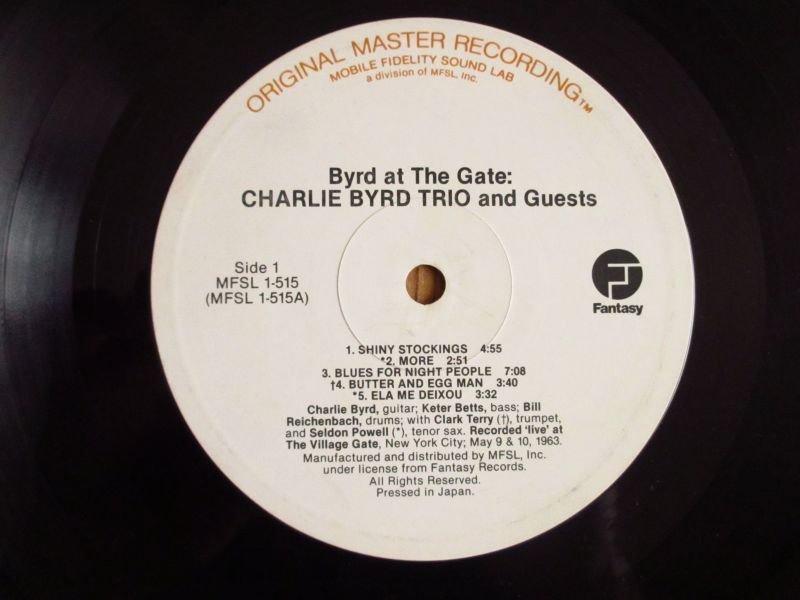 ORIGINAL MASTER RECORDING™
MOBILE FIDELITY SOUND LAB
a division of MFSL, Inc.
Byrd at The Gate:
CHARLIE BYRD TRIO and Guests
Side 1
MFSL 1-515
(MFSL 1-515A)
Fantasy
1. SHINY STOCKINGS 4:55
*2. MORE 2:51
3. BLUES FOR NIGHT PEOPLE 7:08
†4. BUTTER AND EGG MAN 3:40
*5. ELA ME DEIXOU 3:32
Charlie Byrd, guitar; Keter Betts, bass; Bill
Reichenbach, drums; with Clark Terry (†), trumpet,
and Seldon Powell (*), tenor sax. Recorded 'live' at
The Village Gate, New York City; May 9 & 10, 1963.
Manufactured and distributed by MFSL, Inc.
under license from Fantasy Records.
All Rights Reserved.
Pressed in Japan.